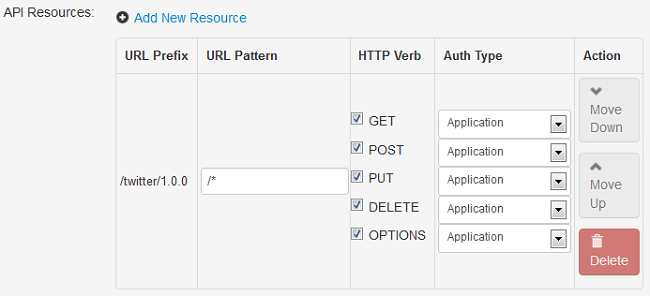 API Resources:
Add New Resource
URL Prefix URL Pattern HTTP Verb Auth Type Action
/twitter/1.0.0
/*
GET Application
POST Application
PUT Application
DELETE Application
OPTIONS Application
Move
Down
Move
Up
Delete